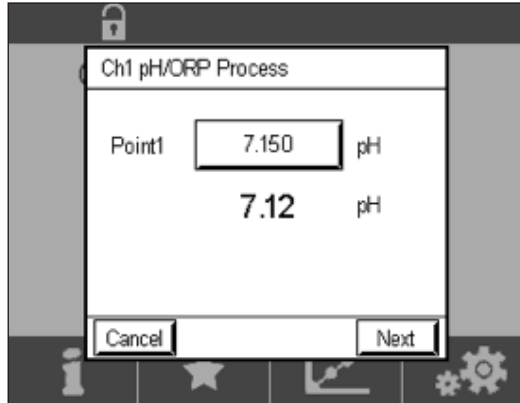 Ch1 pH/ORP Process
Point1 7.150 pH
7.12 pH
Cancel Next